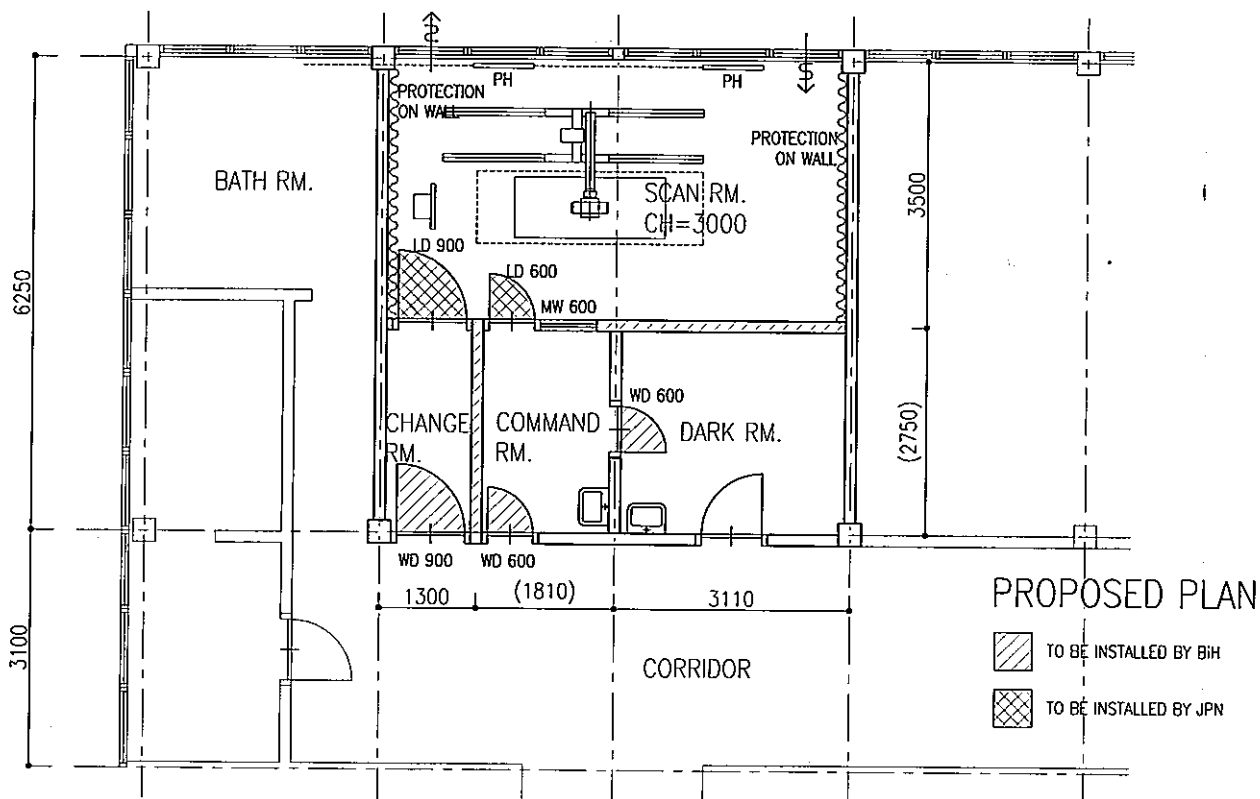 PH
PH
PROTECTION
ON WALL
PROTECTION
ON WALL
BATH RM.
SCAN RM.
CH=3000
3500
LD 900
LD 600
MW 600
6250
WD 600
CHANGE
RM.
COMMAND
RM.
DARK RM.
(2750)
WD 900
WD 600
1300
(1810)
3110
PROPOSED PLAN
3100
CORRIDOR
TO BE INSTALLED BY BiH
TO BE INSTALLED BY JPN